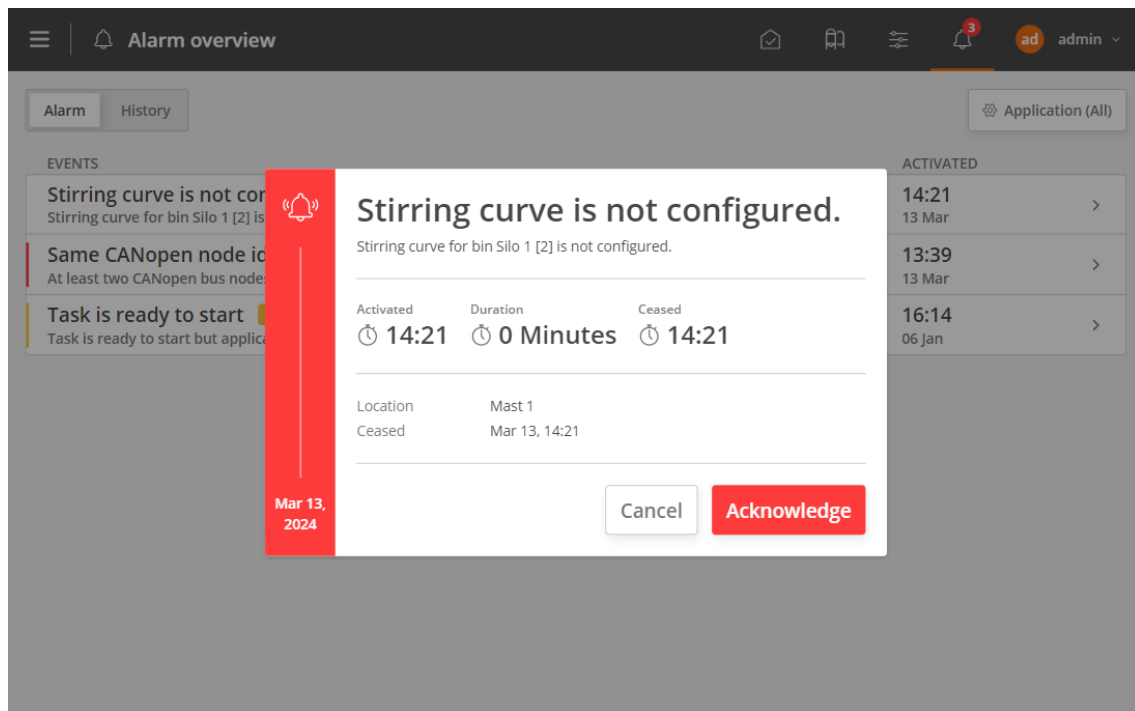 Alarm overview
3
ad admin
Alarm History
Application (All)
EVENTS ACTIVATED
Stirring curve is not
Stirring curve for bin Silo 1 [2] is
14:21
13 Mar
Same CANopen node
At least two CANopen bus
13:39
13 Mar
Task is ready to start
Task is ready to start but
16:14
06 Jan
Stirring curve is not configured.
Stirring curve for bin Silo 1 [2] is not configured.
Activated Duration Ceased
14:21 0 Minutes 14:21
Location Mast 1
Ceased Mar 13, 14:21
Mar 13,
2024
Cancel Acknowledge